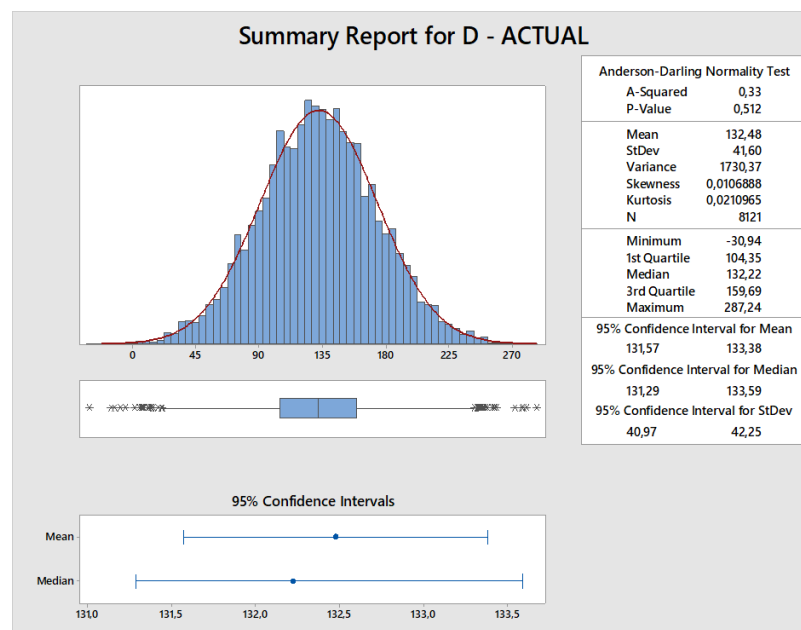 Summary Report for D - ACTUAL
0 45 90 135 180 225 270
Anderson-Darling Normality Test
A-Squared 0,33
P-Value 0,512
Mean 132,48
StDev 41,60
Variance 1730,37
Skewness 0,0106888
Kurtosis 0,0210965
N 8121
Minimum -30,94
1st Quartile 104,35
Median 132,22
3rd Quartile 159,69
Maximum 287,24
95% Confidence Interval for Mean
131,57 133,38
95% Confidence Interval for Median
131,29 133,59
95% Confidence Interval for StDev
40,97 42,25
95% Confidence Intervals
Mean
Median
131,0 131,5 132,0 132,5 133,0 133,5